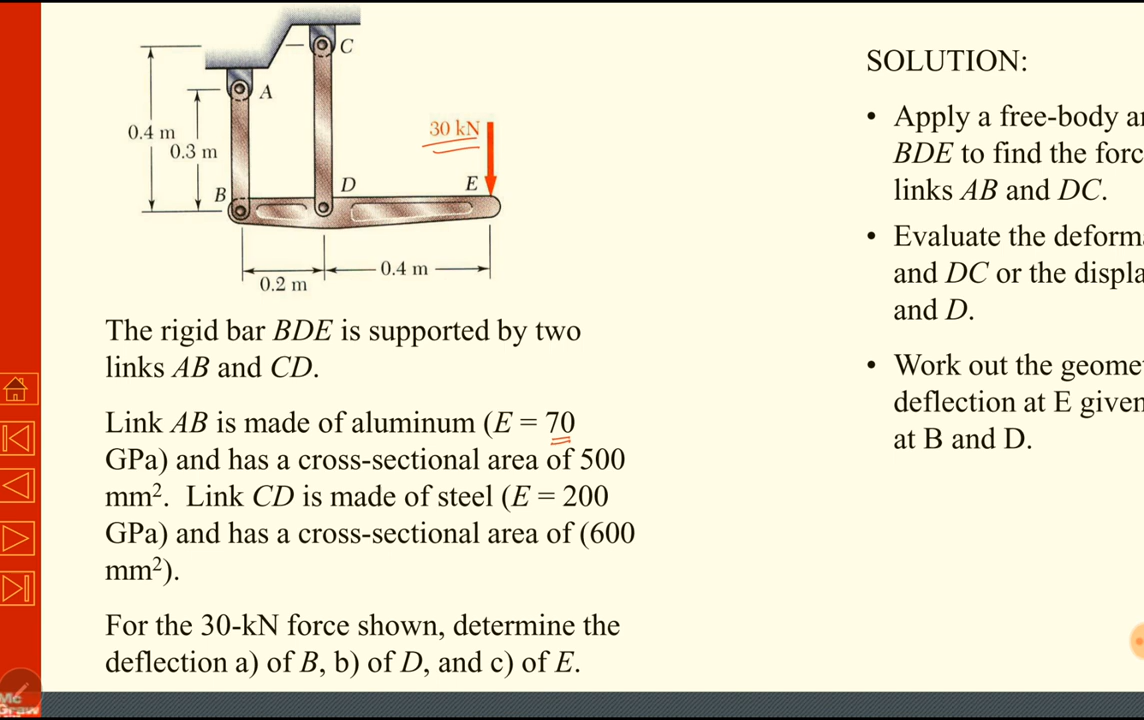 C
A
0.4 m
0.3 m
30 kN
B
D
E
0.4 m
0.2 m
The rigid bar BDE is supported by two
links AB and CD.
Link AB is made of aluminum (E = 70
GPa) and has a cross-sectional area of 500
mm². Link CD is made of steel (E = 200
GPa) and has a cross-sectional area of (600
mm²).
For the 30-kN force shown, determine the
deflection a) of B, b) of D, and c) of E.
SOLUTION:
• Apply a free-body a
BDE to find the forc
links AB and DC.
• Evaluate the deform
and DC or the displa
and D.
• Work out the geome
deflection at E given
at B and D.
Mc
Graw